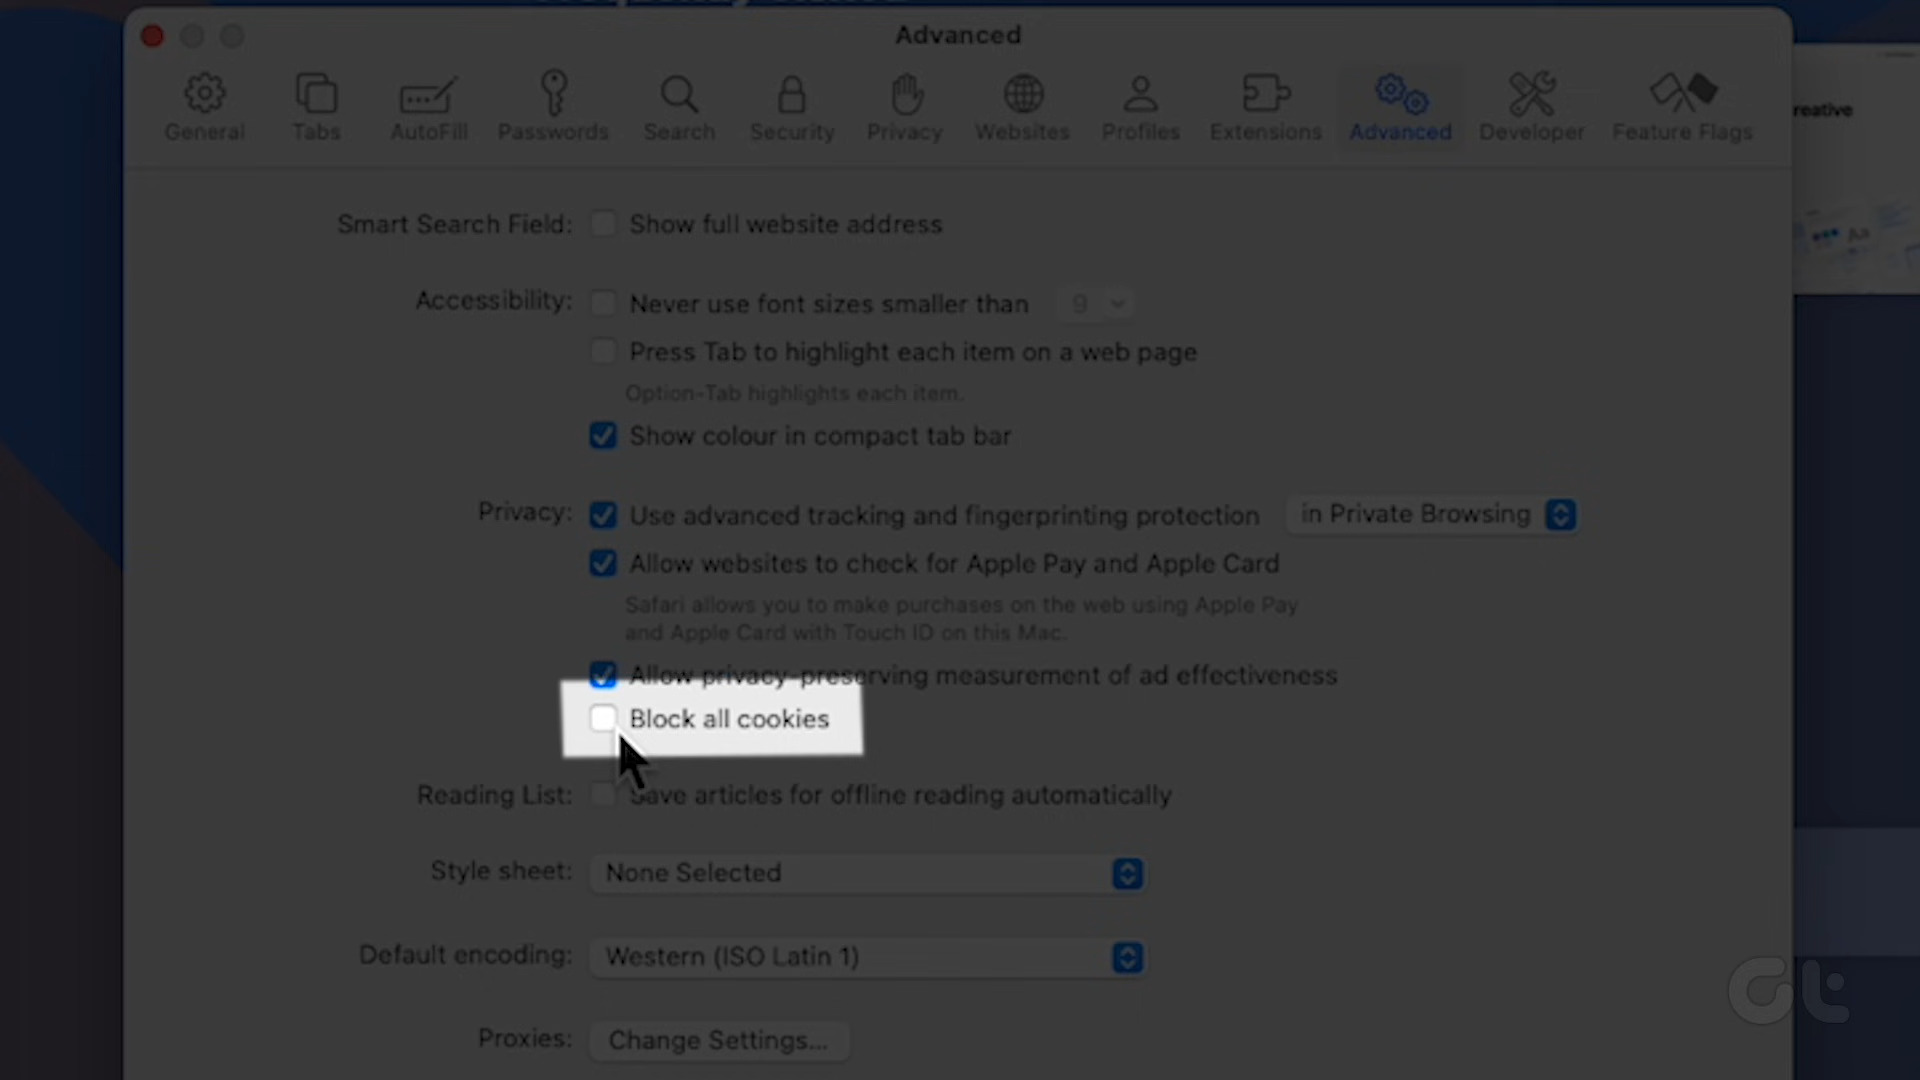 Advanced
General Tabs AutoFill Passwords Search Security Privacy Websites Profiles Extensions Advanced Developer Feature Flags
reative
Smart Search Field: Show full website address
Accessibility: Never use font sizes smaller than 9
Press Tab to highlight each item on a web page
Option-Tab highlights each item.
Show colour in compact tab bar
Privacy: Use advanced tracking and fingerprinting protection in Private Browsing
Allow websites to check for Apple Pay and Apple Card
Safari allows you to make purchases on the web using Apple Pay
and Apple Card with Touch ID on this Mac.
Allow privacy-preserving measurement of ad effectiveness
Block all cookies
Reading List: Save articles for offline reading automatically
Style sheet: None Selected
Default encoding: Western (ISO Latin 1)
Proxies: Change Settings...
Aa
Gt